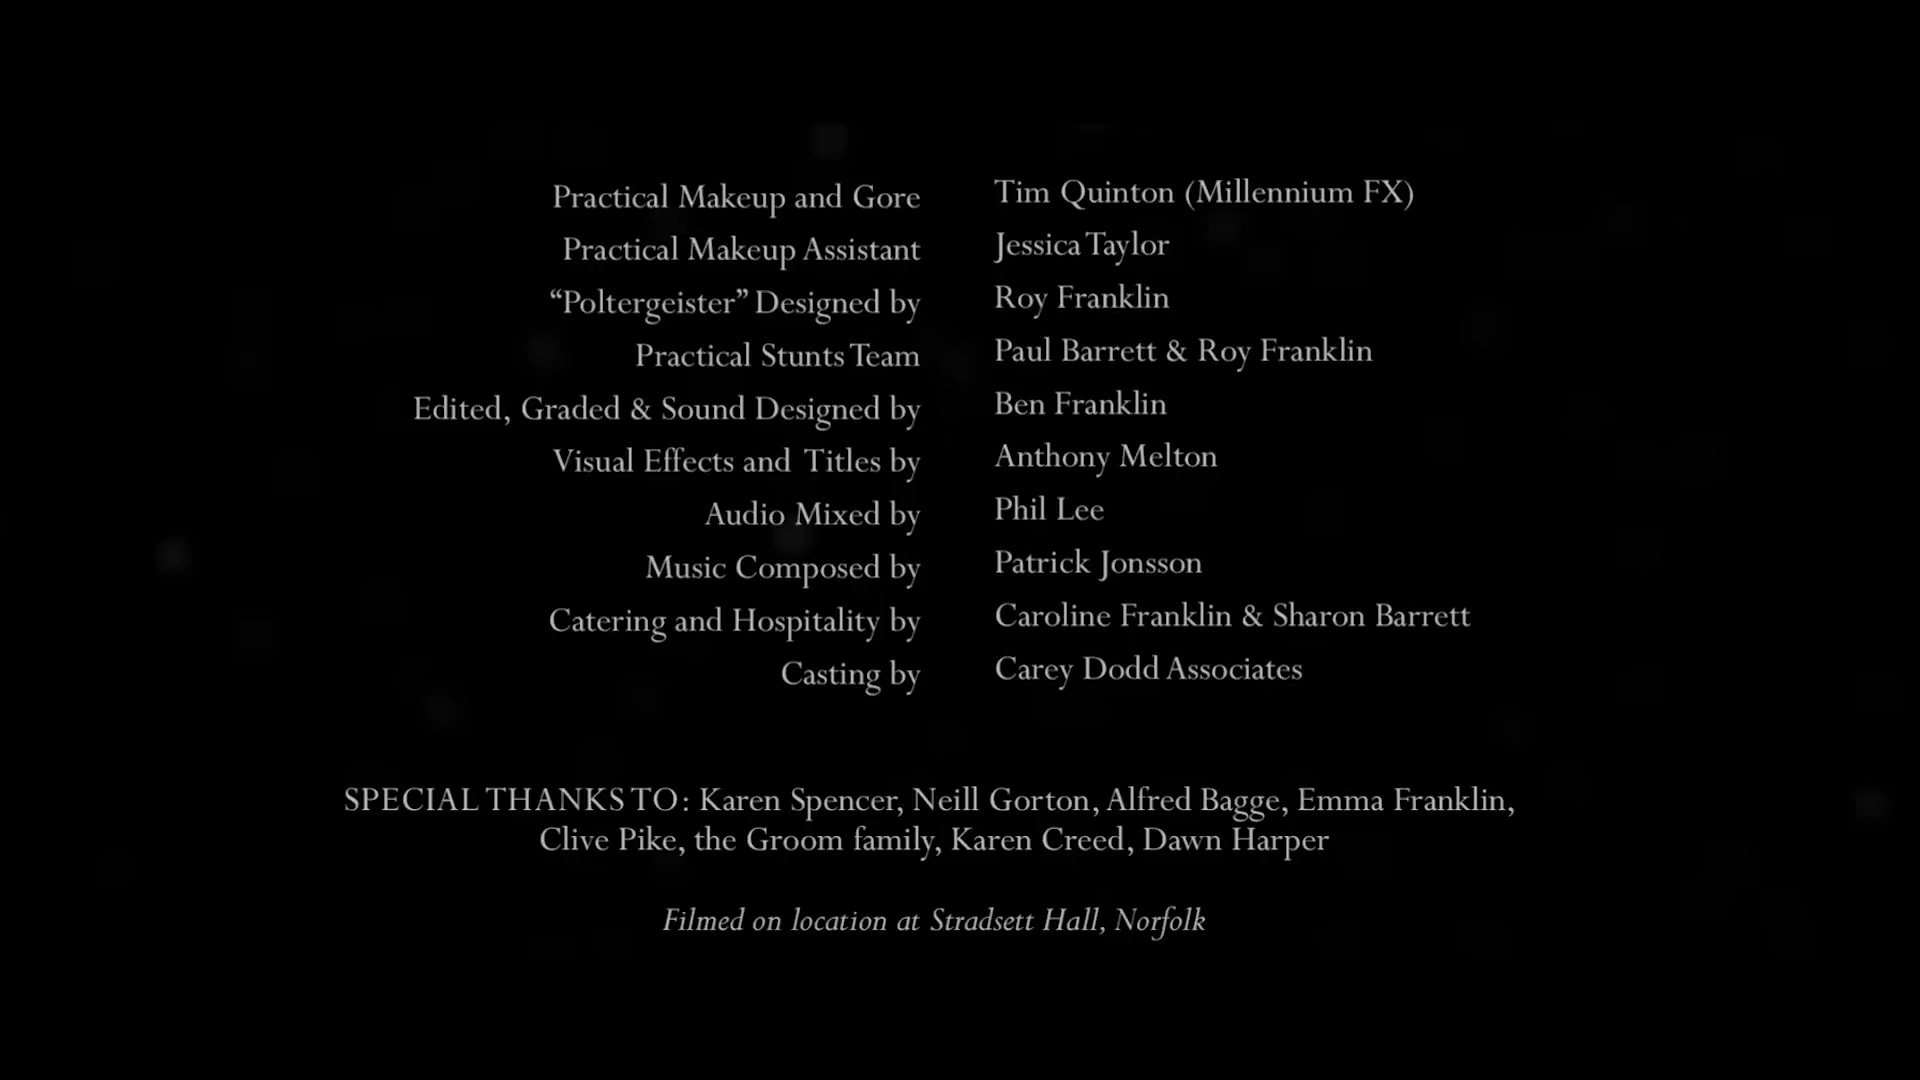 Practical Makeup and Gore Tim Quinton (Millennium FX)
Practical Makeup Assistant Jessica Taylor
“Poltergeister” Designed by Roy Franklin
Practical Stunts Team Paul Barrett & Roy Franklin
Edited, Graded & Sound Designed by Ben Franklin
Visual Effects and Titles by Anthony Melton
Audio Mixed by Phil Lee
Music Composed by Patrick Jonsson
Catering and Hospitality by Caroline Franklin & Sharon Barrett
Casting by Carey Dodd Associates
SPECIAL THANKS TO: Karen Spencer, Neill Gorton, Alfred Bagge, Emma Franklin,
Clive Pike, the Groom family, Karen Creed, Dawn Harper
Filmed on location at Stradsett Hall, Norfolk